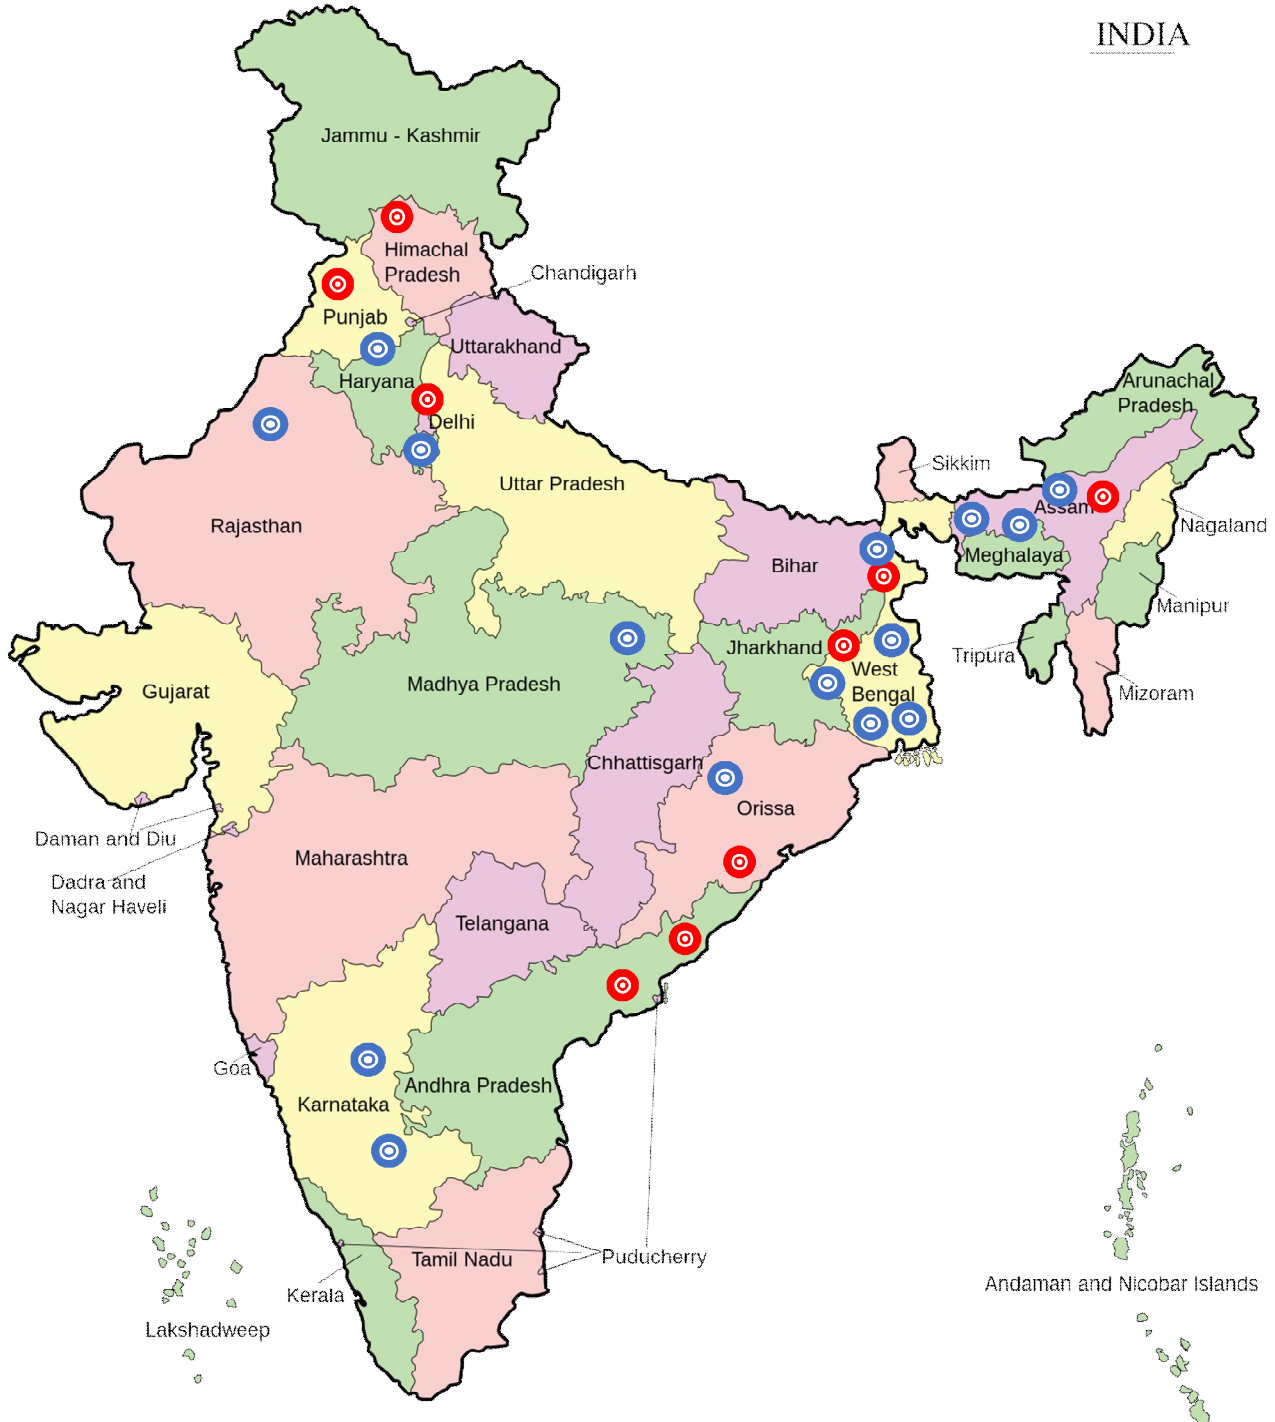 INDIA
Jammu - Kashmir
Himachal
Pradesh
Chandigarh
Punjab
Uttarakhand
Haryana
Delhi
Arunachal
Pradesh
Sikkim
Uttar Pradesh
Assam
Rajasthan
Nagaland
Bihar
Meghalaya
Manipur
Jharkhand
Tripura
West
Bengal
Madhya Pradesh
Gujarat
Mizoram
Chhattisgarh
Orissa
Daman and Diu
Maharashtra
Dadra and
Nagar Haveli
Telangana
Goa
Andhra Pradesh
Karnataka
Puducherry
Tamil Nadu
Kerala
Andaman and Nicobar Islands
Lakshadweep